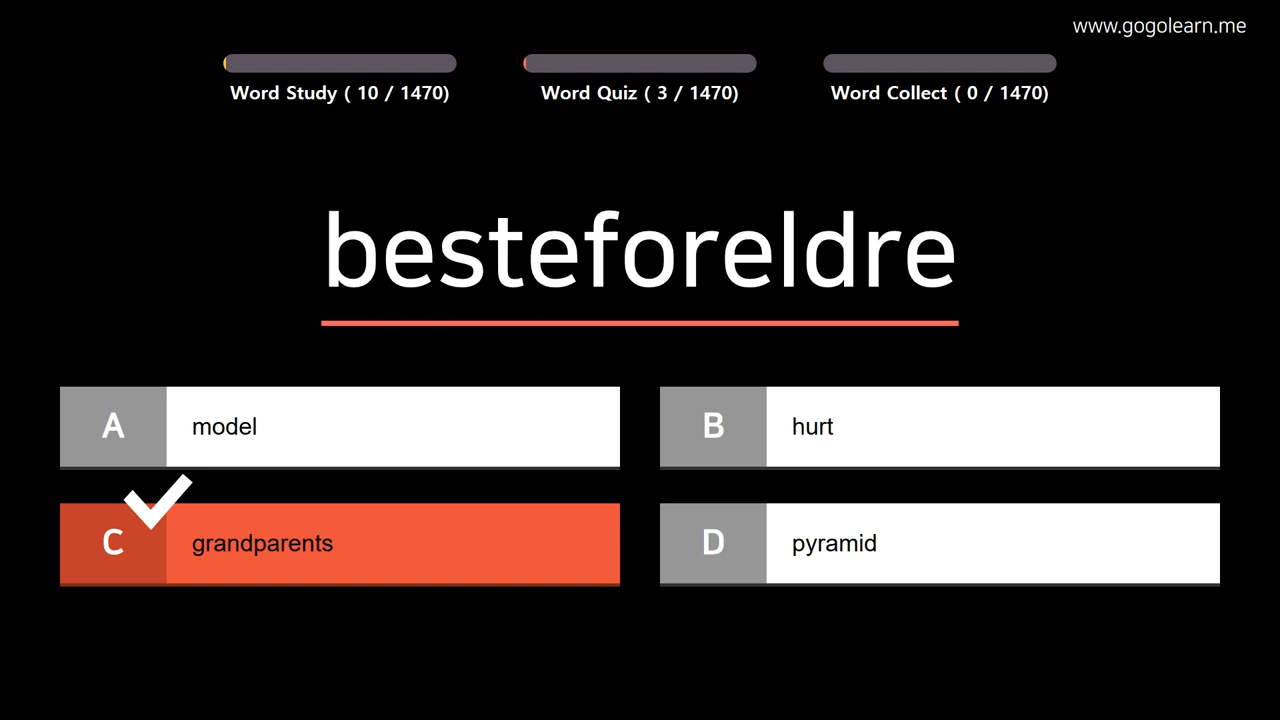 www.gogolearn.me
Word Study ( 10 / 1470)
Word Quiz ( 3 / 1470)
Word Collect ( 0 / 1470)
besteforeldre
A model
B hurt
C grandparents
D pyramid